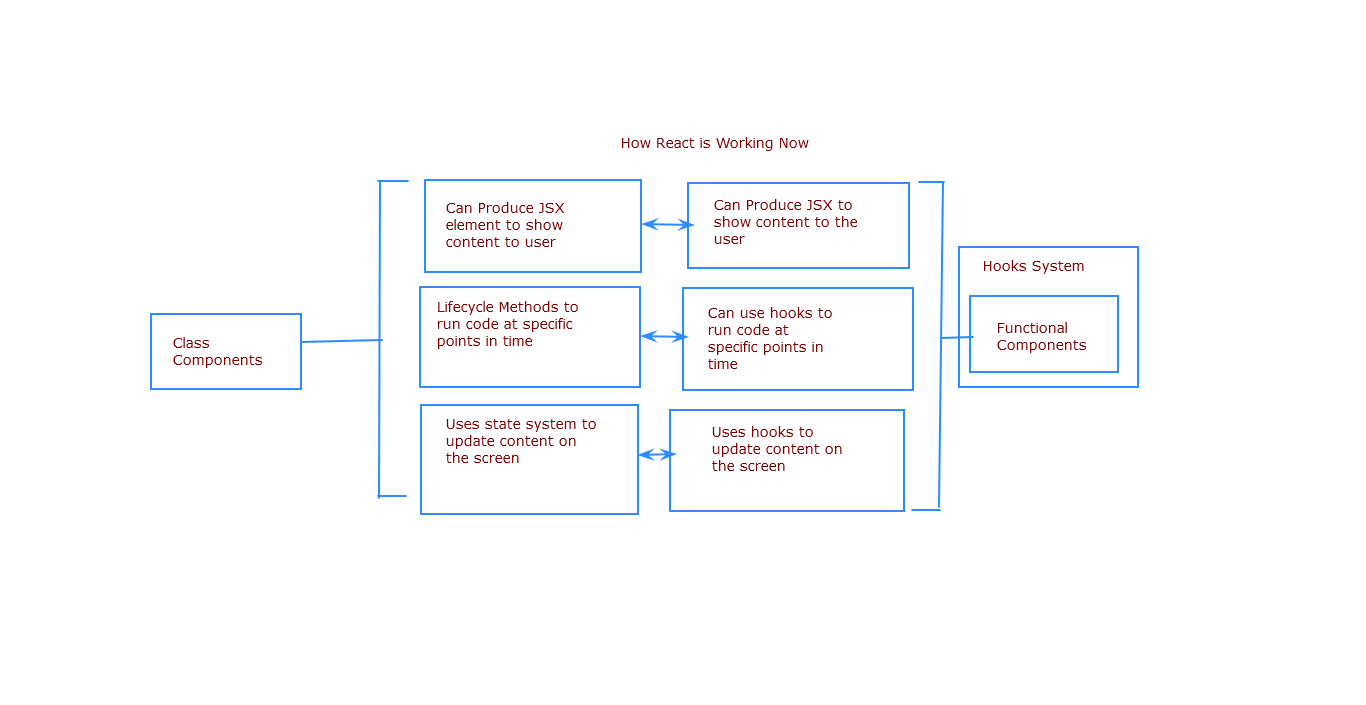 How React is Working Now
Can Produce JSX
element to show
content to user
Can Produce JSX to
show content to the
user
Lifecycle Methods to
run code at specific
points in time
Can use hooks to
run code at
specific points in
time
Uses state system to
update content on
the screen
Uses hooks to
update content on
the screen
Class
Components
Hooks System
Functional
Components